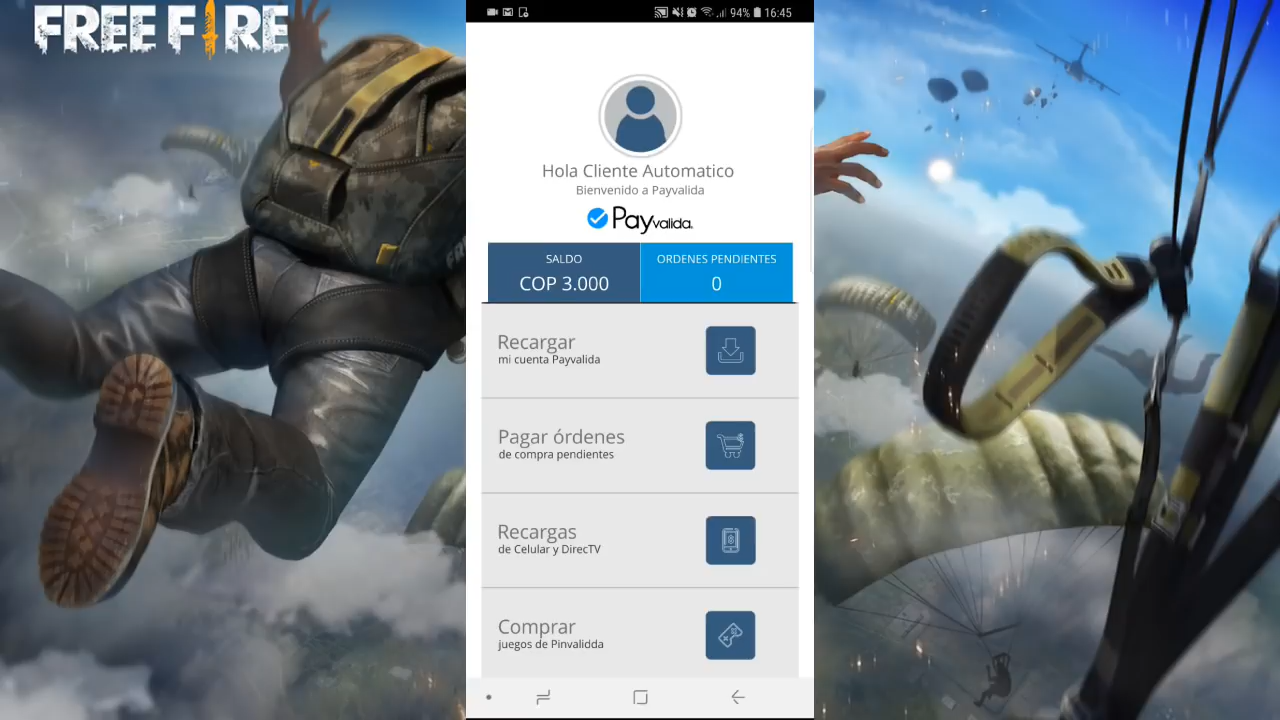 FREE FIRE
94% 16:45
Hola Cliente Automatico
Bienvenido a Payvalida
Payvalida.
SALDO
COP 3.000
ORDENES PENDIENTES
0
Recargar
mi cuenta Payvalida
Pagar órdenes
de compra pendientes
Recargas
de Celular y DirecTV
Comprar
juegos de Pinvalidda